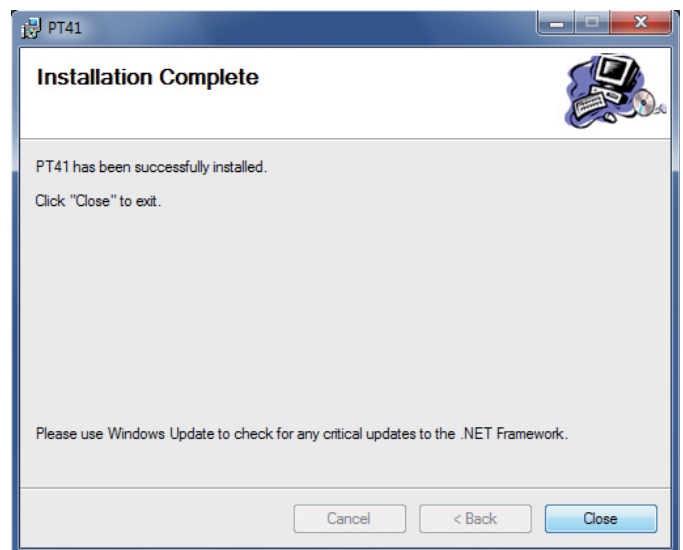 PT41
Installation Complete
PT41 has been successfully installed.
Click "Close" to exit.
Please use Windows Update to check for any critical updates to the .NET Framework.
Cancel
< Back
Close